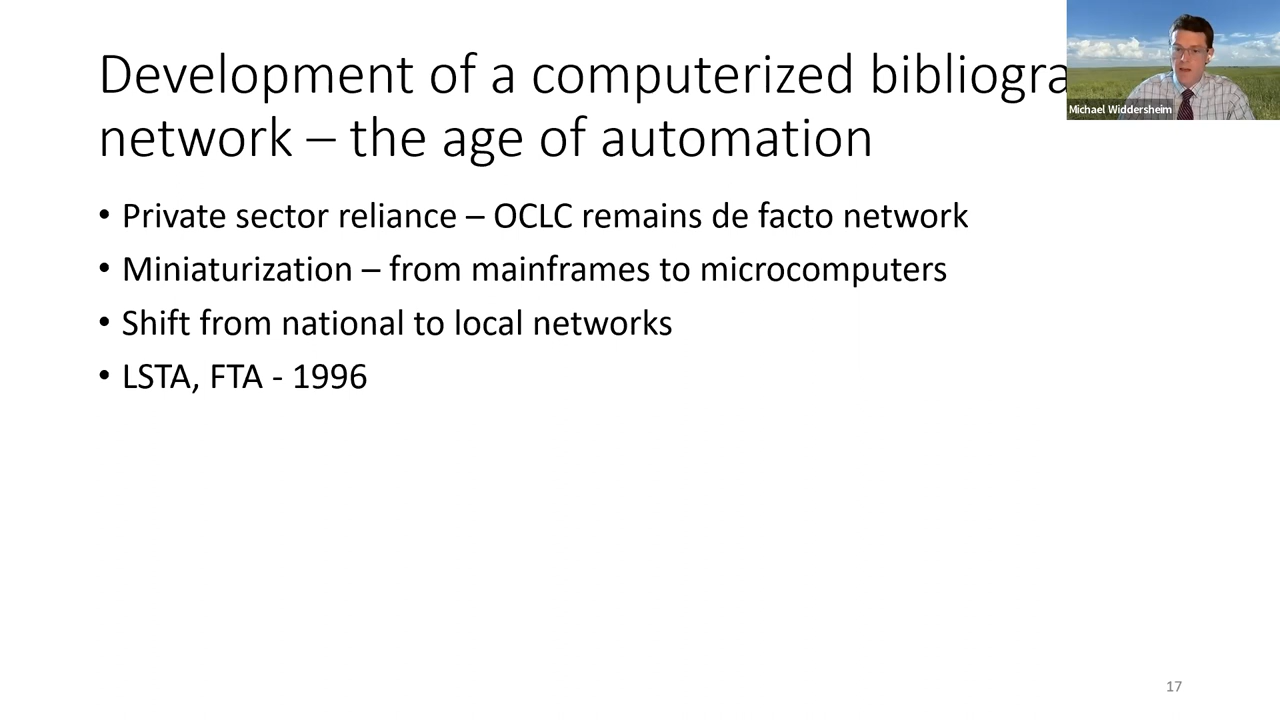 Development of a computerized
network – the age of automation
• Private sector reliance – OCLC remains de facto network
• Miniaturization – from mainframes to microcomputers
• Shift from national to local networks
• LSTA, FTA - 1996
Michael Widdersheim
17